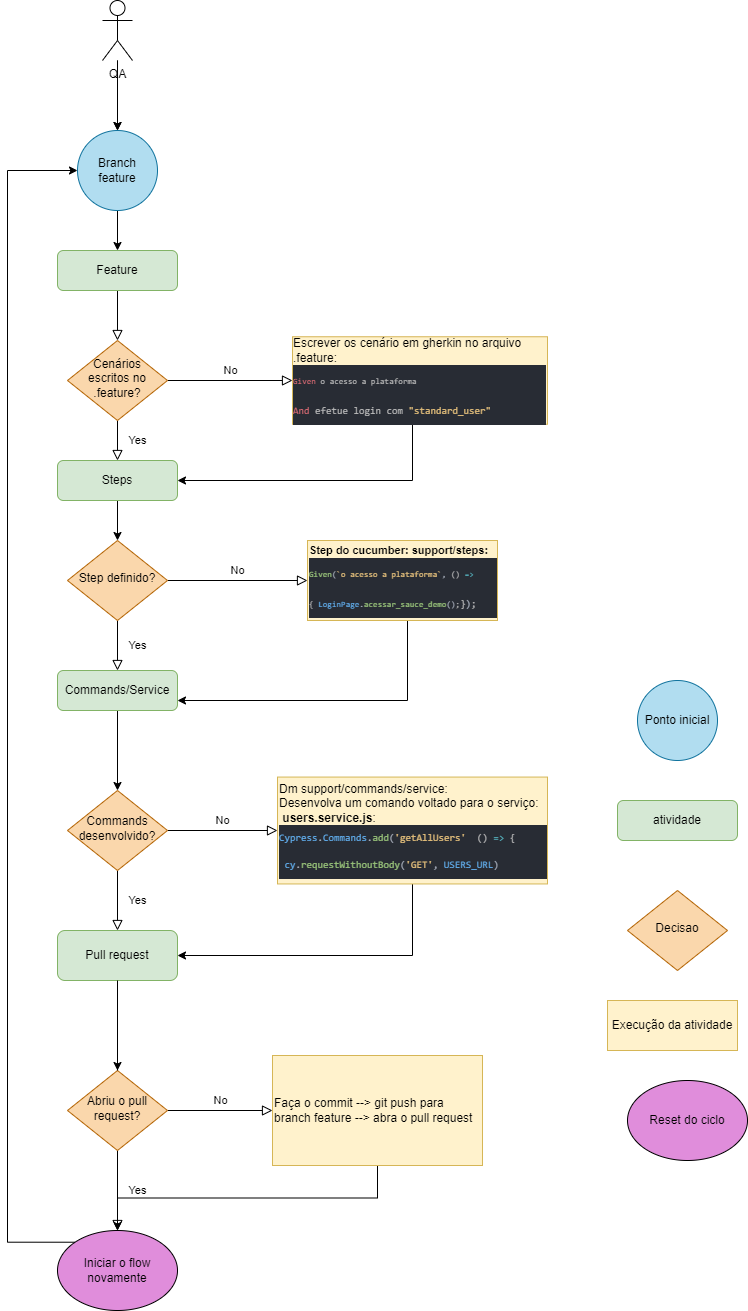 QA
Branch
feature
Feature
Cenários
escritos no
.feature?
No
Escrever os cenário em gherkin no arquivo
.feature:
Given o acesso a plataforma
And efetue login com "standard_user"
Yes
Steps
Step definido?
No
Step do cucumber: support/steps:
Given(`o acesso a plataforma`, () =>
{ LoginPage.acessar_sauce_demo();});
Yes
Commands/Service
Commands
desenvolvido?
No
Dm support/commands/service:
Desenvolva um comando voltado para o serviço:
users.service.js:
Cypress.Commands.add('getAllUsers' () => {
cy.requestWithoutBody('GET', USERS_URL)
Yes
Pull request
Abriu o pull
request?
No
Faça o commit --> git push para
branch feature --> abra o pull request
Yes
Iniciar o flow
novamente
Ponto inicial
atividade
Decisao
Execução da atividade
Reset do ciclo